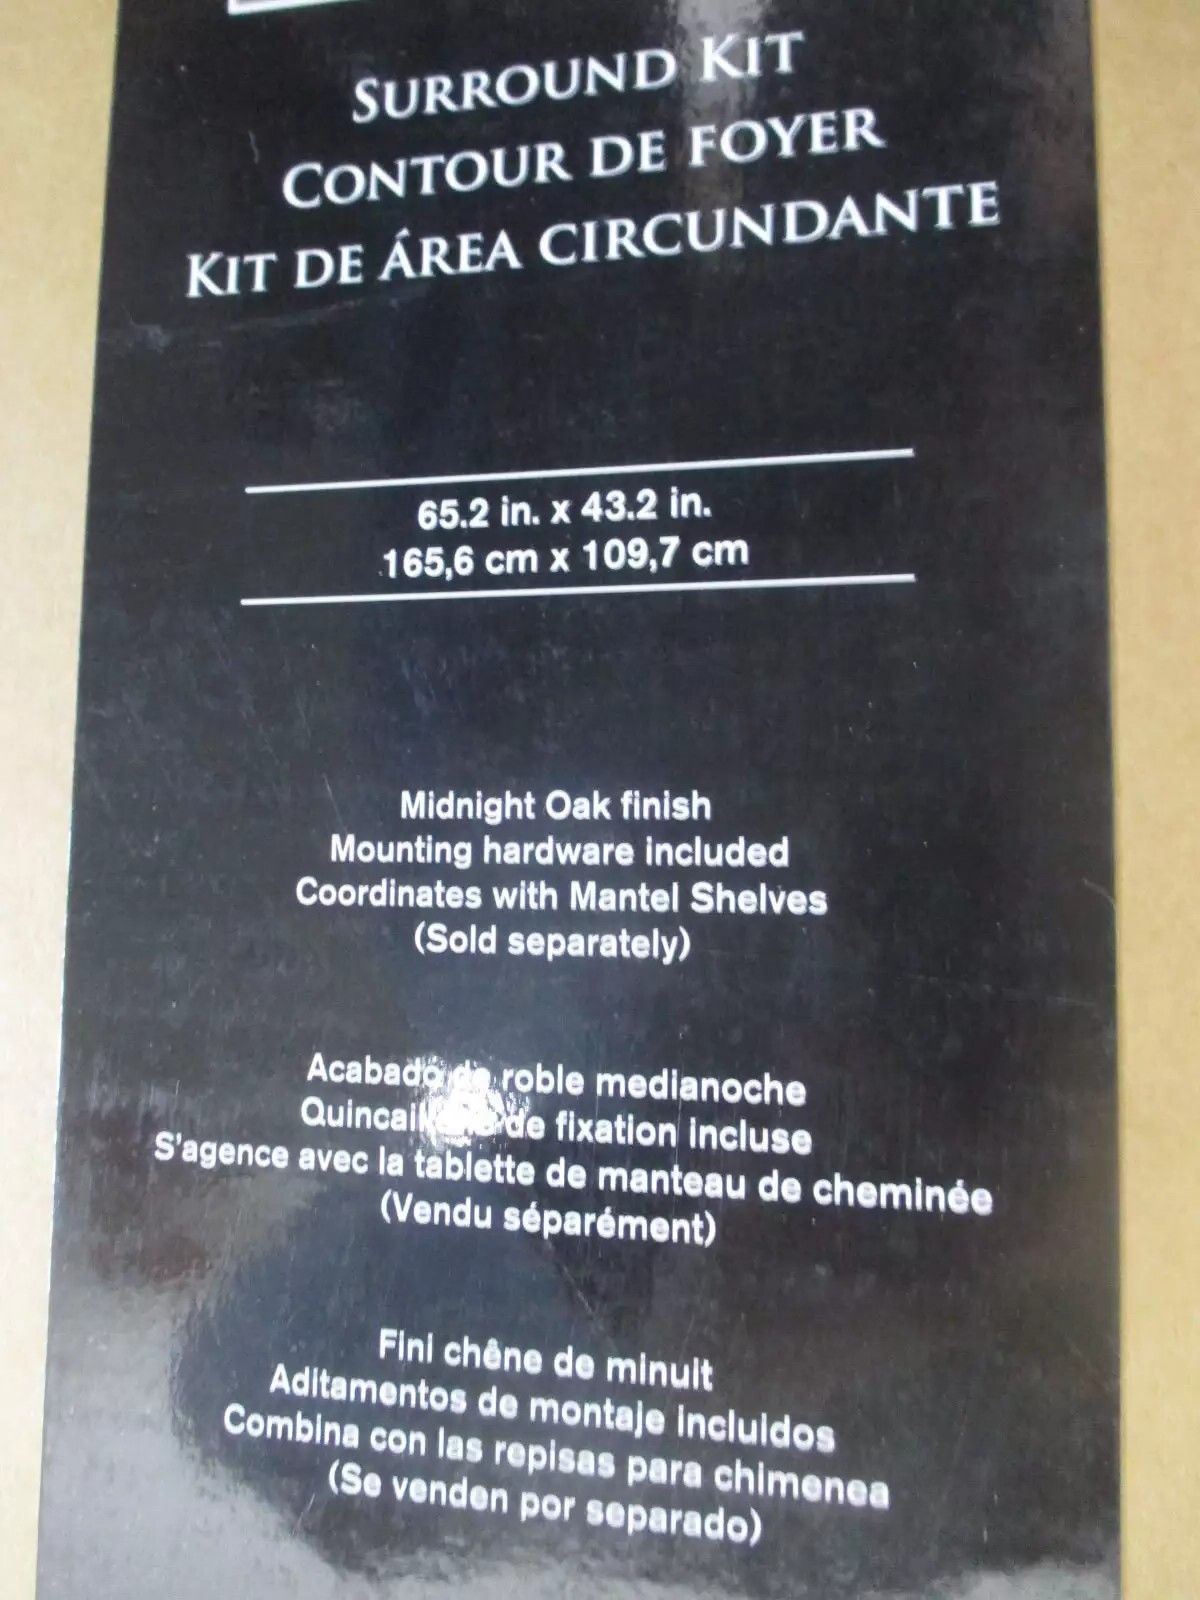 SURROUND KIT
CONTOUR DE FOYER
KIT DE ÁREA CIRCUNDANTE
65.2 in. x 43.2 in.
165,6 cm x 109,7 cm
Midnight Oak finish
Mounting hardware included
Coordinates with Mantel Shelves
(Sold separately)
Acabado de roble medianoche
Quincaillerie de fixation incluse
S'agence avec la tablette de manteau de cheminée
(Vendu séparément)
Fini chêne de minuit
Aditamentos de montaje incluidos
Combina con las repisas para chimenea
(Se venden por separado)